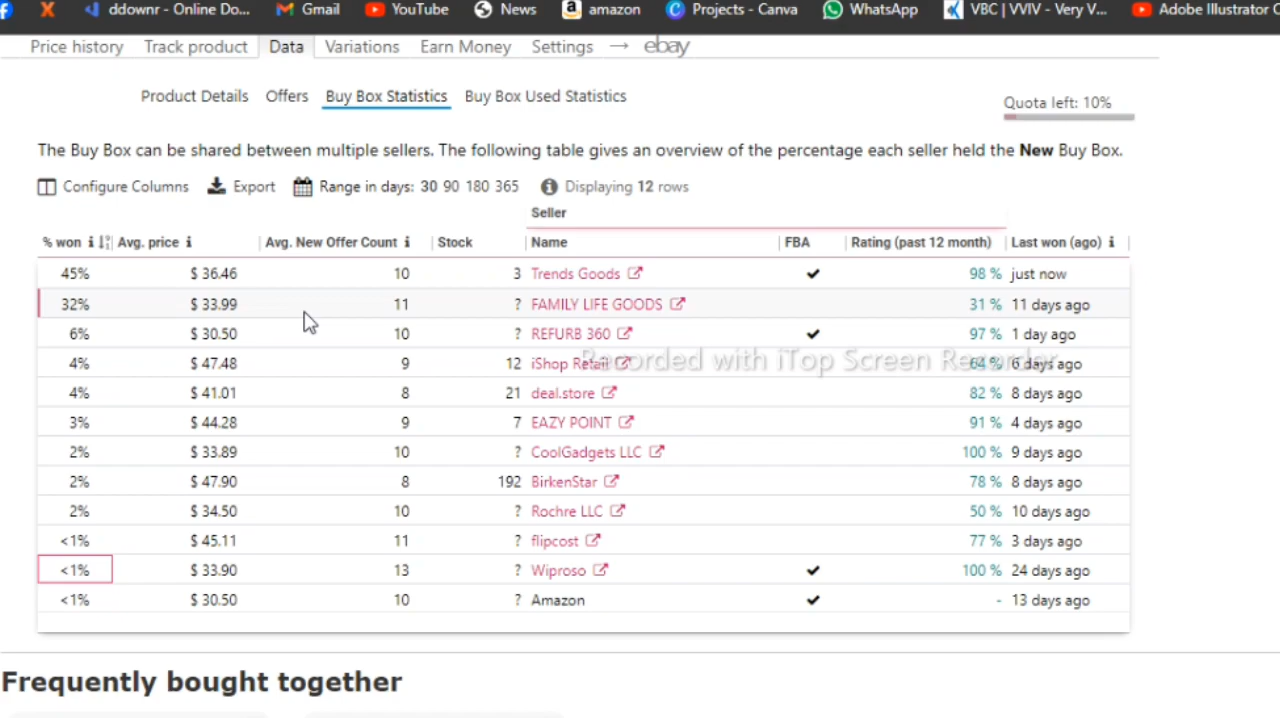 ddownr - Online Do... Gmail YouTube News amazon Projects - Canva WhatsApp VBC | VVIV - Very V... Adobe Illustrator C
Price history Track product Data Variations Earn Money Settings → ebay
Product Details Offers Buy Box Statistics Buy Box Used Statistics
Quota left: 10%
The Buy Box can be shared between multiple sellers. The following table gives an overview of the percentage each seller held the New Buy Box.
Configure Columns Export Range in days: 30 90 180 365 Displaying 12 rows
Seller
% won Avg. price Avg. New Offer Count Stock Name FBA Rating (past 12 month) Last won (ago)
45% $ 36.46 10 3 Trends Goods ✔ 98 % just now
32% $ 33.99 11 ? FAMILY LIFE GOODS 31 % 11 days ago
6% $ 30.50 10 ? REFURB 360 ✔ 97 % 1 day ago
4% $ 47.48 9 12 iShop Retail 64 % 6 days ago
Recorded with iTop Screen Recorder
4% $ 41.01 8 21 deal.store 82 % 8 days ago
3% $ 44.28 9 7 EAZY POINT 91 % 4 days ago
2% $ 33.89 10 ? CoolGadgets LLC 100 % 9 days ago
2% $ 47.90 8 192 BirkenStar 78 % 8 days ago
2% $ 34.50 10 ? Rochre LLC 50 % 10 days ago
<1% $ 45.11 11 ? flipcost 77 % 3 days ago
<1% $ 33.90 13 ? Wiproso ✔ 100 % 24 days ago
<1% $ 30.50 10 ? Amazon ✔ - 13 days ago
Frequently bought together